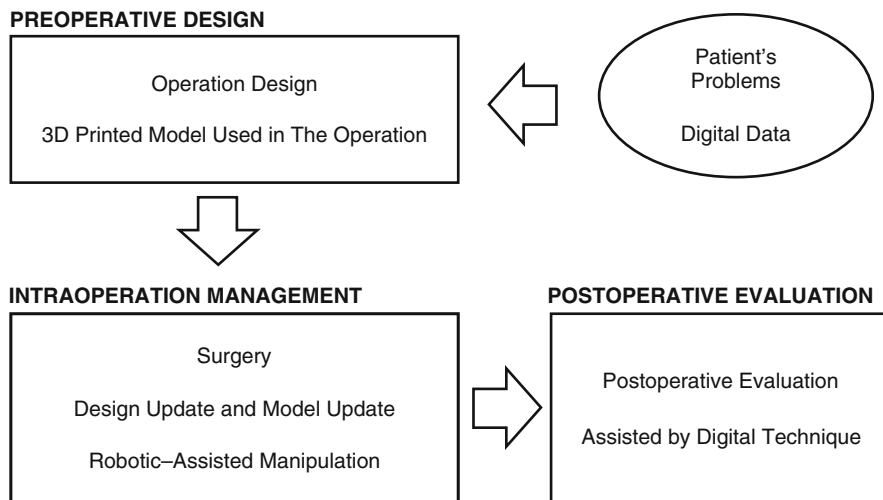 PREOPERATIVE DESIGN
Operation Design
3D Printed Model Used in The Operation
Patient's
Problems
Digital Data
INTRAOPERATION MANAGEMENT
Surgery
Design Update and Model Update
Robotic–Assisted Manipulation
POSTOPERATIVE EVALUATION
Postoperative Evaluation
Assisted by Digital Technique